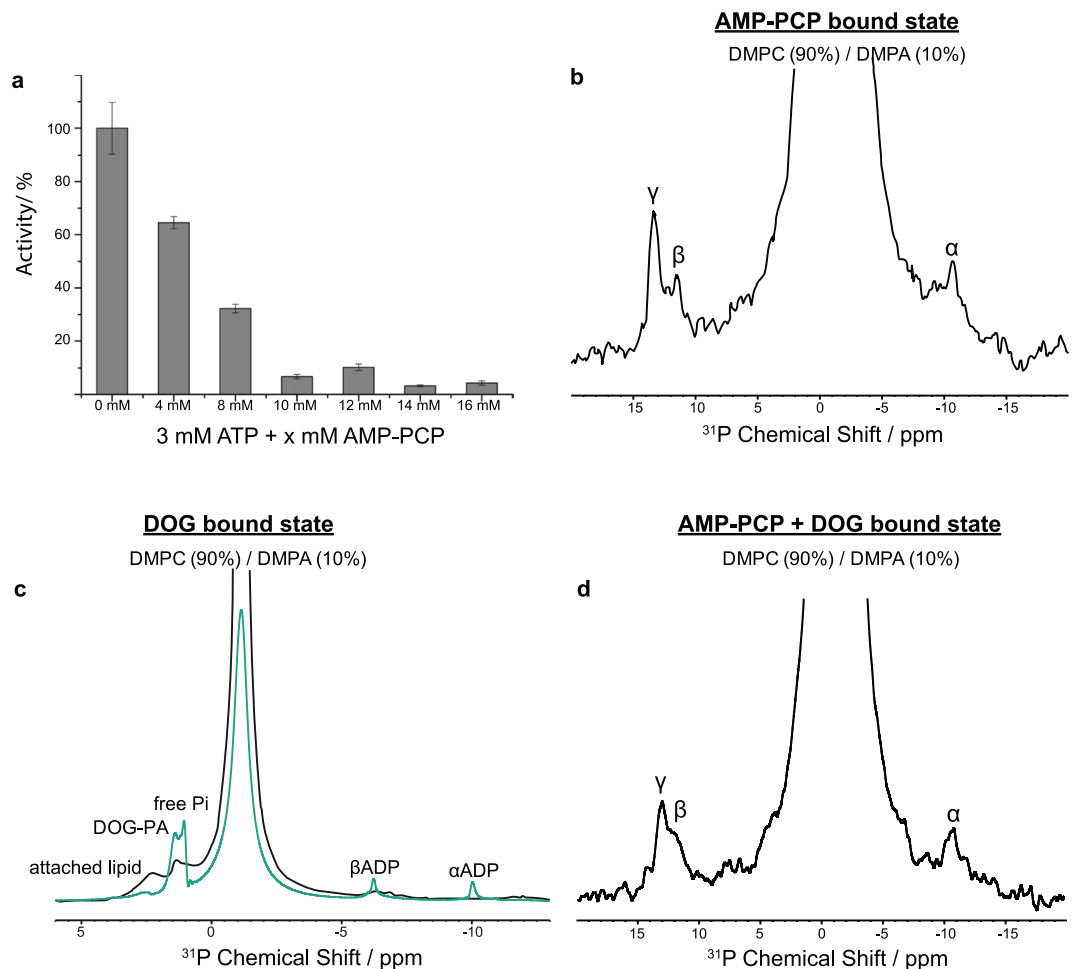 a
Activity/ %
100
80
60
40
20
0 mM
4 mM
8 mM
10 mM
12 mM
14 mM
16 mM
3 mM ATP + x mM AMP-PCP
AMP-PCP bound state
DMPC (90%) / DMPA (10%)
b
γ
β
α
15
10
5
0
-5
-10
-15
³¹P Chemical Shift / ppm
DOG bound state
DMPC (90%) / DMPA (10%)
c
free Pi
DOG-PA
attached lipid
βADP
αADP
5
0
-5
-10
³¹P Chemical Shift / ppm
AMP-PCP + DOG bound state
DMPC (90%) / DMPA (10%)
d
γ
β
α
15
10
5
0
-5
-10
-15
³¹P Chemical Shift / ppm